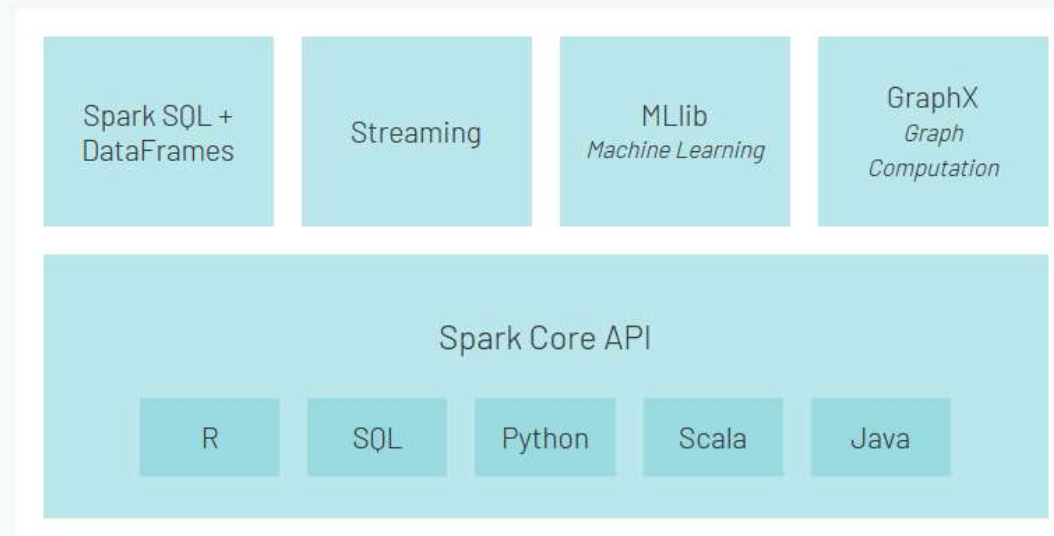 Spark SQL +
DataFrames
Streaming
MLlib
Machine Learning
GraphX
Graph
Computation
Spark Core API
R
SQL
Python
Scala
Java